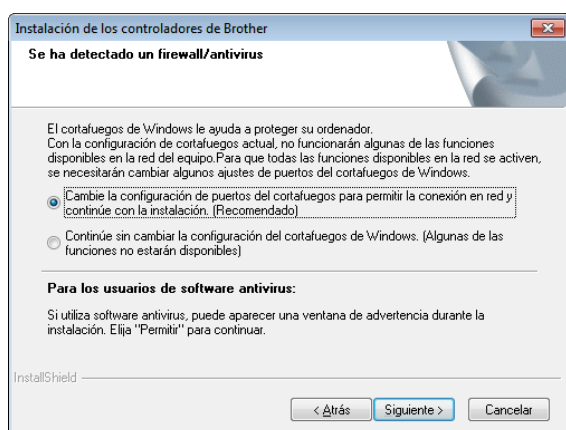 Instalación de los controladores de Brother
Se ha detectado un firewall/antivirus
El cortafuegos de Windows le ayuda a proteger su ordenador.
Con la configuración de cortafuegos actual, no funcionarán algunas de las funciones
disponibles en la red del equipo.Para que todas las funciones disponibles en la red se activen,
se necesitarán cambiar algunos ajustes de puertos del cortafuegos de Windows.
Cambie la configuración de puertos del cortafuegos para permitir la conexión en red y
continúe con la instalación. (Recomendado)
Continúe sin cambiar la configuración del cortafuegos de Windows. (Algunas de las
funciones no estarán disponibles)
Para los usuarios de software antivirus:
Si utiliza software antivirus, puede aparecer una ventana de advertencia durante la
instalación. Elija "Permitir" para continuar.
InstallShield
< Atrás
Siguiente >
Cancelar